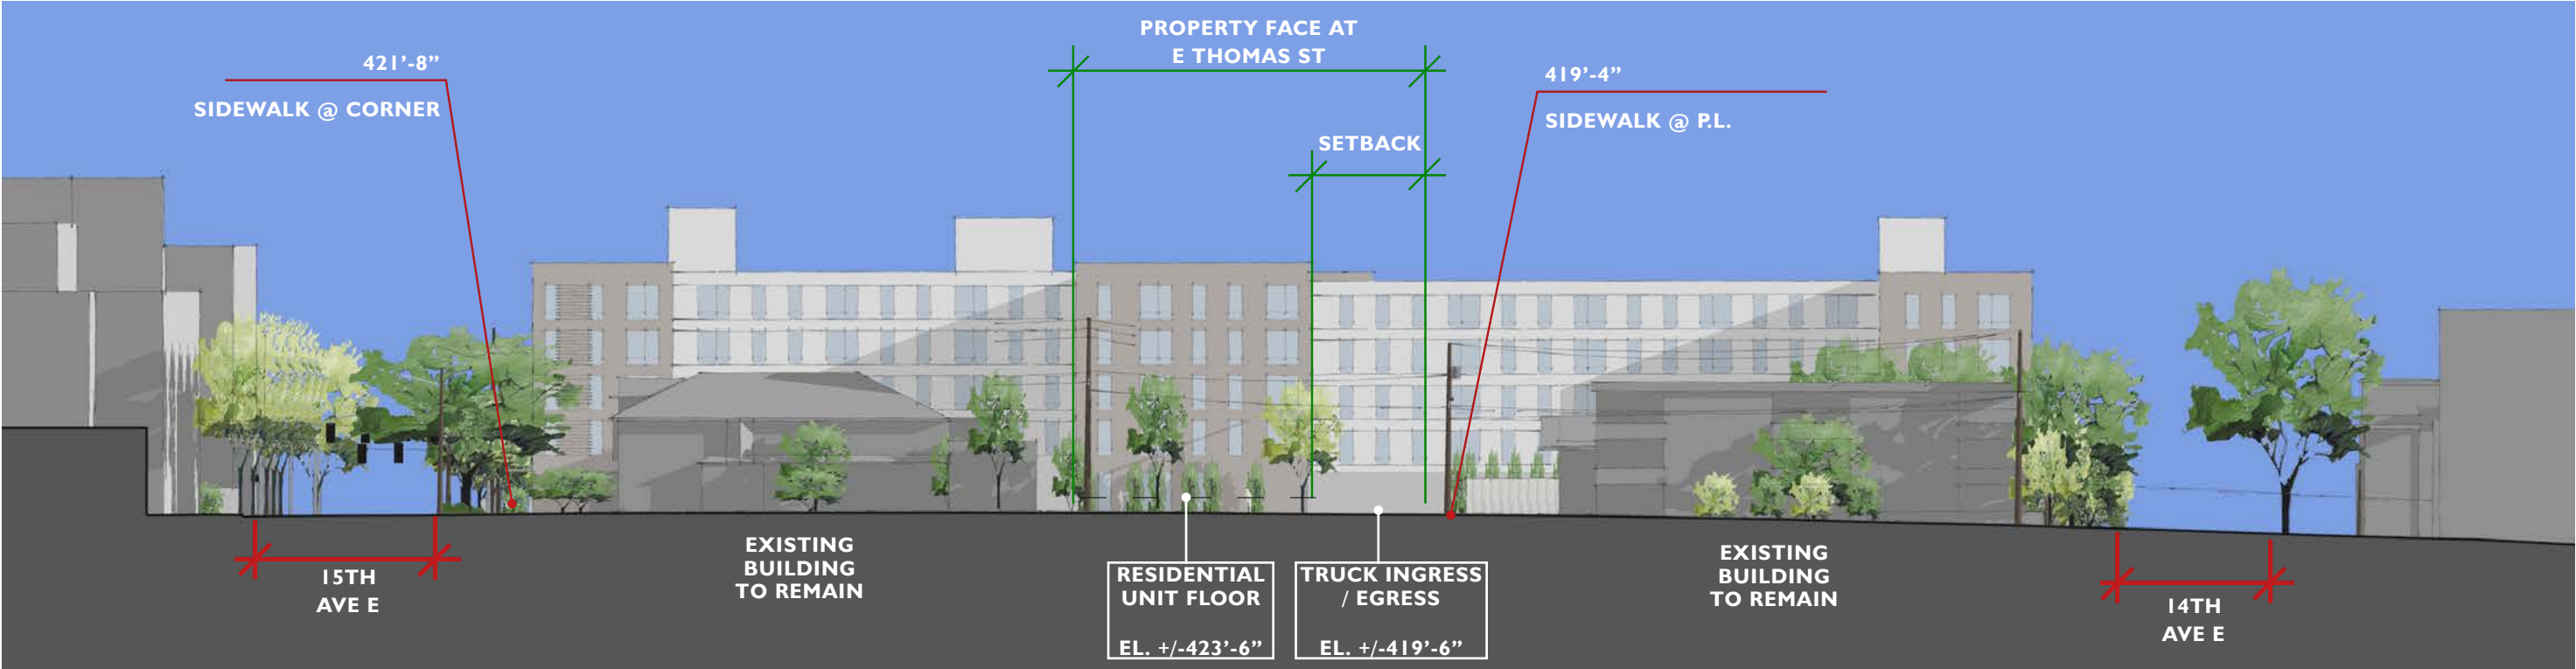 PROPERTY FACE AT
E THOMAS ST
421’-8”
SIDEWALK @ CORNER
419’-4”
SIDEWALK @ P.L.
SETBACK
15TH
AVE E
EXISTING
BUILDING
TO REMAIN
RESIDENTIAL
UNIT FLOOR
EL. +/-423’-6”
TRUCK INGRESS
/ EGRESS
EL. +/-419’-6”
EXISTING
BUILDING
TO REMAIN
14TH
AVE E